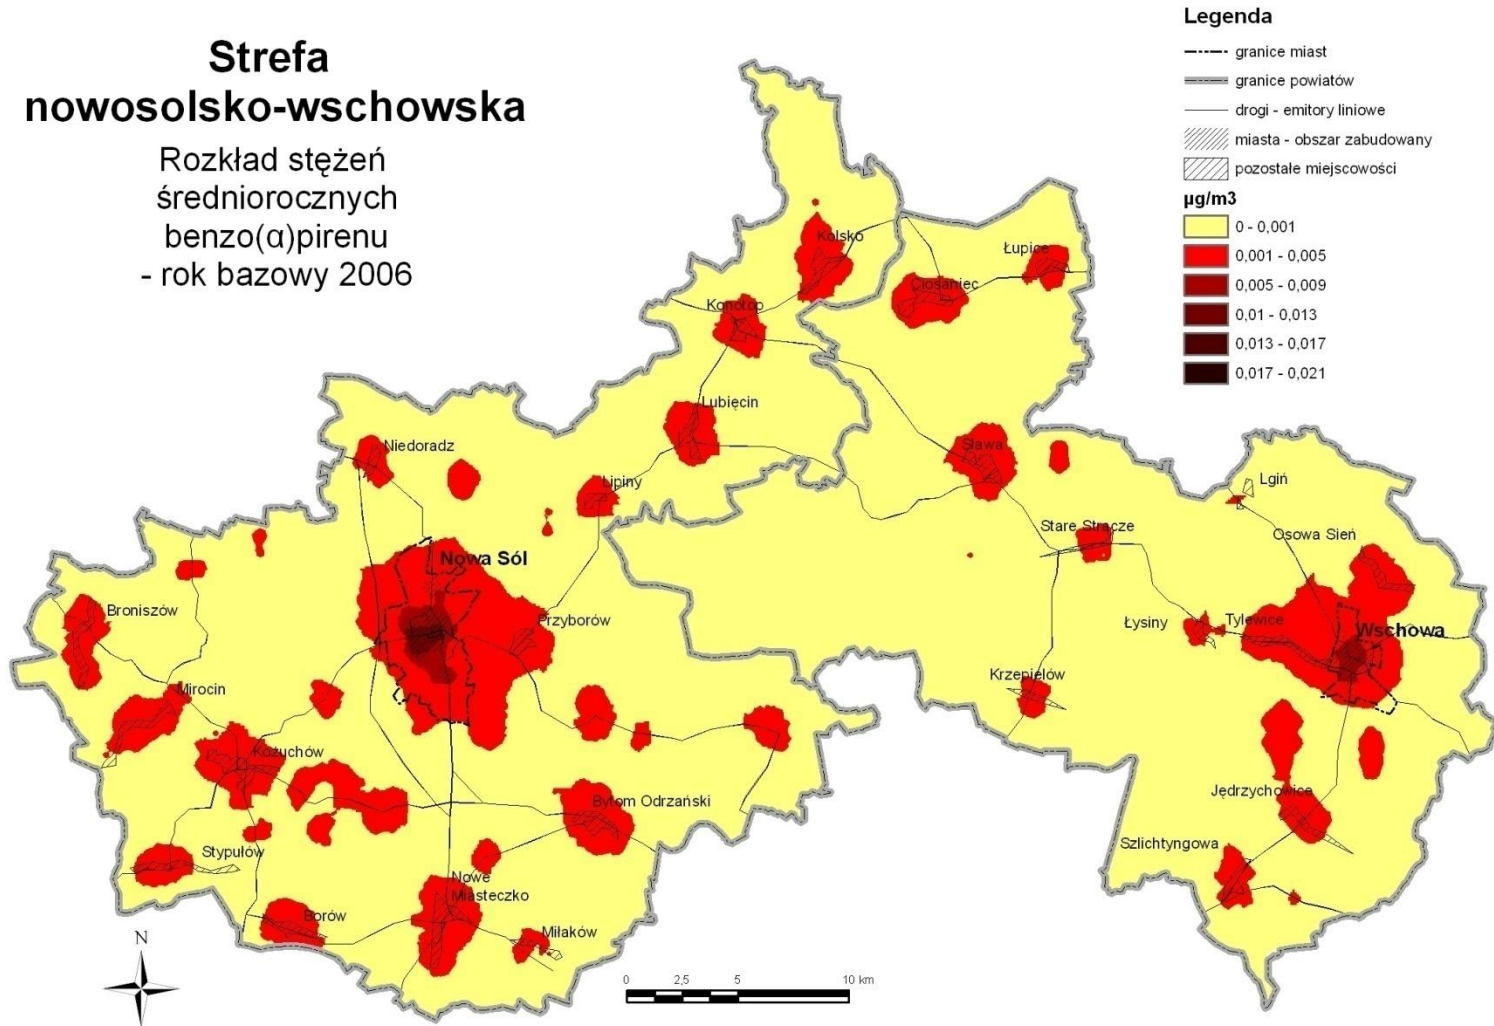 Strefa
nowosolsko-wschowska
Rozkład stężeń
średniorocznych
benzo(α)pirenu
- rok bazowy 2006
Legenda
granice miast
granice powiatów
drogi - emitory liniowe
miasta - obszar zabudowany
pozostałe miejscowości
µg/m3
0 - 0,001
0,001 - 0,005
0,005 - 0,009
0,01 - 0,013
0,013 - 0,017
0,017 - 0,021
Kolsko
Łupice
Ciosaniec
Konotop
Lubięcin
Niedoradz
Sława
Lipiny
Lgiń
Stare Strącze
Osowa Sień
Nowa Sól
Broniszów
Przyborów
Łysiny
Tylewice
Wschowa
Krzepielów
Mirocin
Kożuchów
Jędrzychowice
Bytom Odrzański
Szlichtyngowa
Stypułów
Nowe
Miasteczko
Borów
Miłaków
N
0 2,5 5 10 km